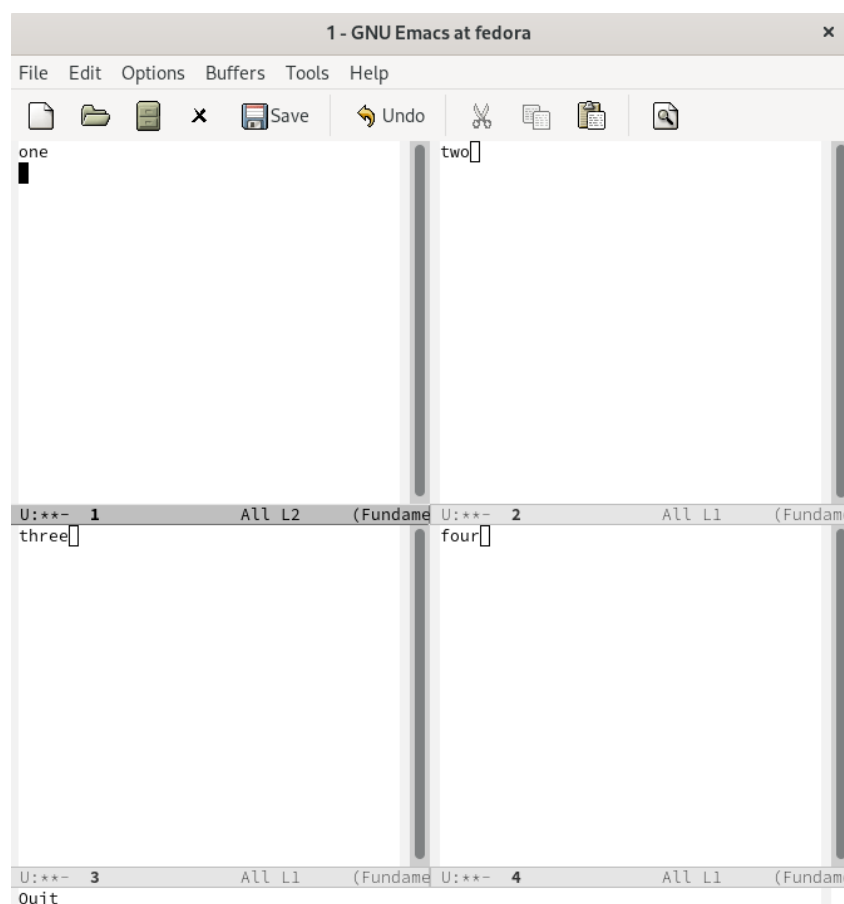 1 - GNU Emacs at fedora ×
File Edit Options Buffers Tools Help
Save Undo
one
two
U:**- 1 All L2 (Fundame
U:**- 2 All L1 (Fundam
three
four
U:**- 3 All L1 (Fundame
U:**- 4 All L1 (Fundam
Quit